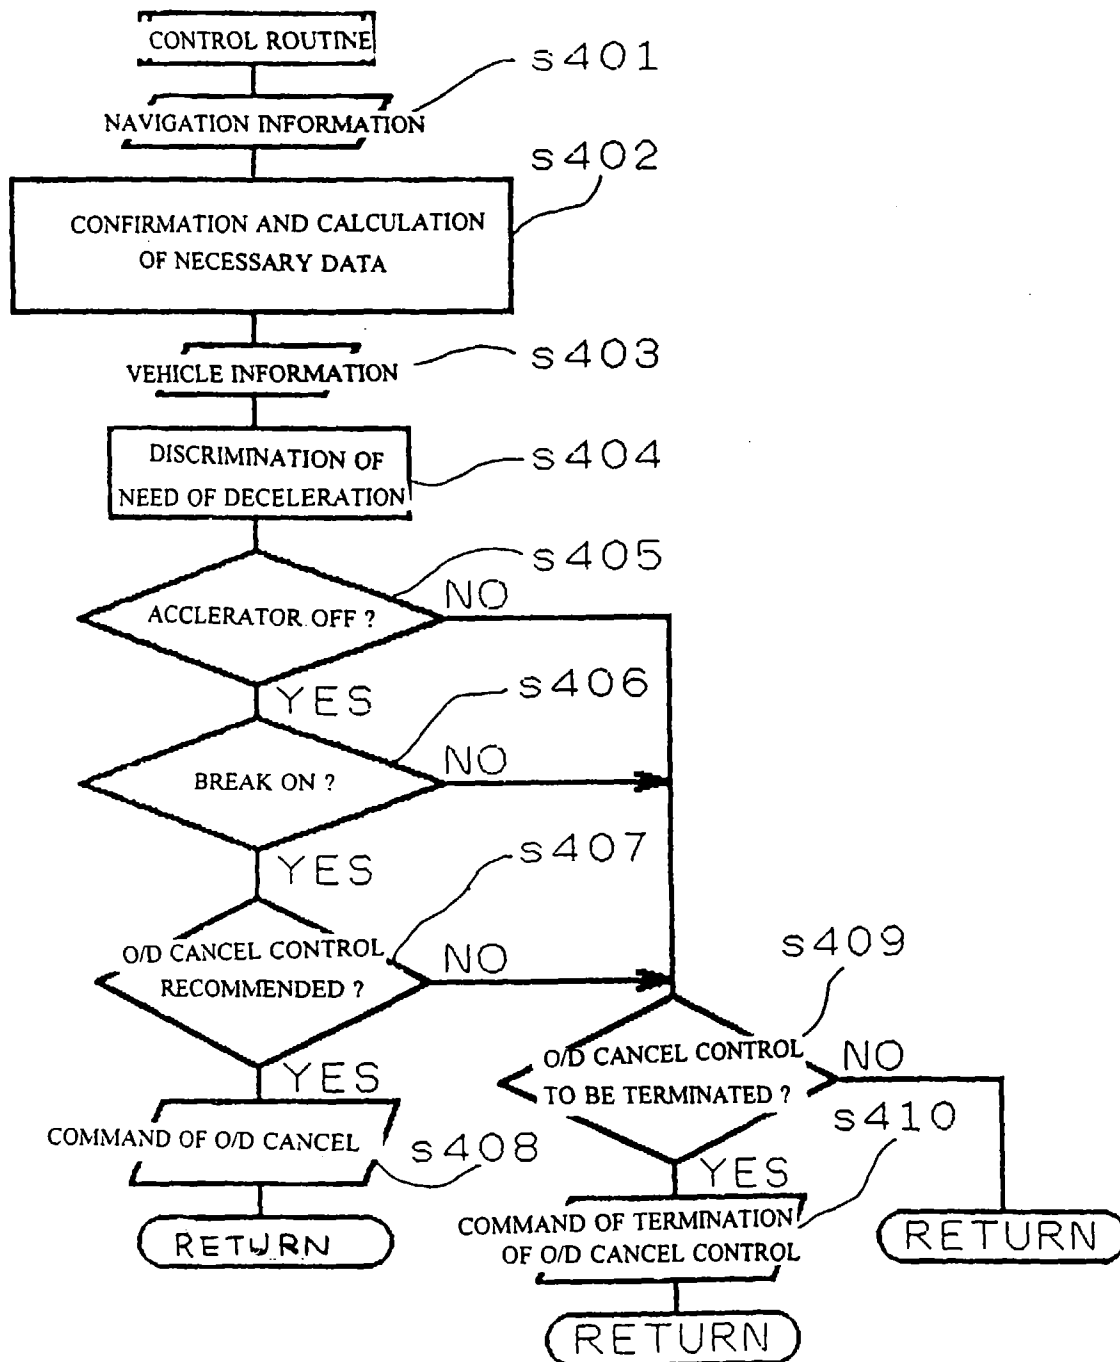 CONTROL ROUTINE
s401
NAVIGATION INFORMATION
s402
CONFIRMATION AND CALCULATION
OF NECESSARY DATA
s403
VEHICLE INFORMATION
s404
DISCRIMINATION OF
NEED OF DECELERATION
s405
NO
ACCLERATOR OFF ?
YES
s406
NO
BREAK ON ?
YES
s407
O/D CANCEL CONTROL
RECOMMENDED ?
NO
s409
O/D CANCEL CONTROL
TO BE TERMINATED ?
NO
YES
s410
COMMAND OF O/D CANCEL
s408
YES
COMMAND OF TERMINATION
OF O/D CANCEL CONTROL
RETURN
RETURN
RETURN